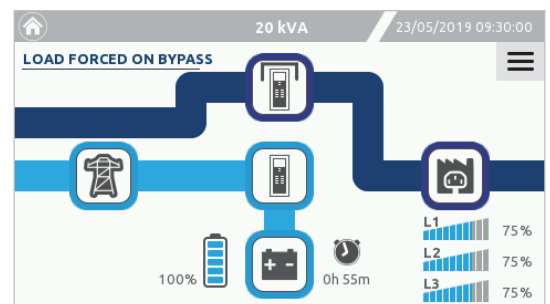 20 kVA
23/05/2019 09:30:00
LOAD FORCED ON BYPASS
L1
75%
L2
75%
L3
75%
100%
0h 55m